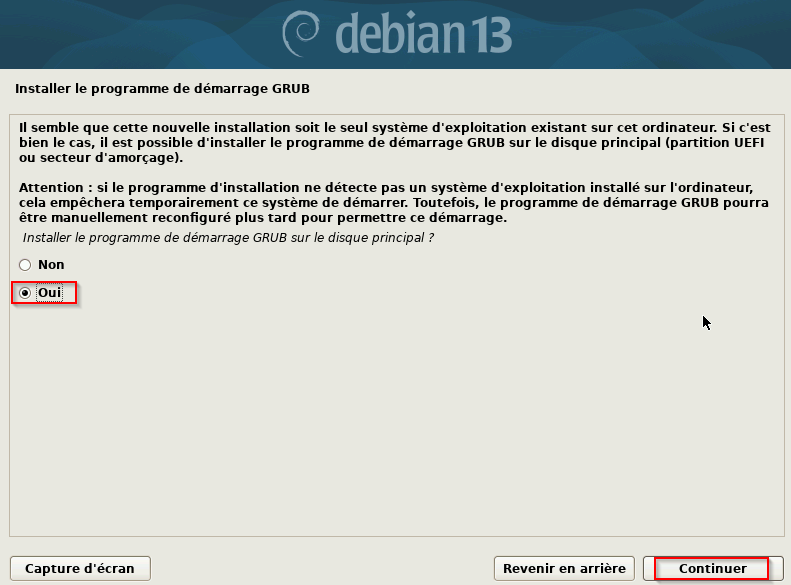 debian 13
Installer le programme de démarrage GRUB
Il semble que cette nouvelle installation soit le seul système d'exploitation existant sur cet ordinateur. Si c'est
bien le cas, il est possible d'installer le programme de démarrage GRUB sur le disque principal (partition UEFI
ou secteur d'amorçage).
Attention : si le programme d'installation ne détecte pas un système d'exploitation installé sur l'ordinateur,
cela empêchera temporairement ce système de démarrer. Toutefois, le programme de démarrage GRUB pourra
être manuellement reconfiguré plus tard pour permettre ce démarrage.
Installer le programme de démarrage GRUB sur le disque principal ?
Non
Oui
Capture d'écran
Revenir en arrière
Continuer